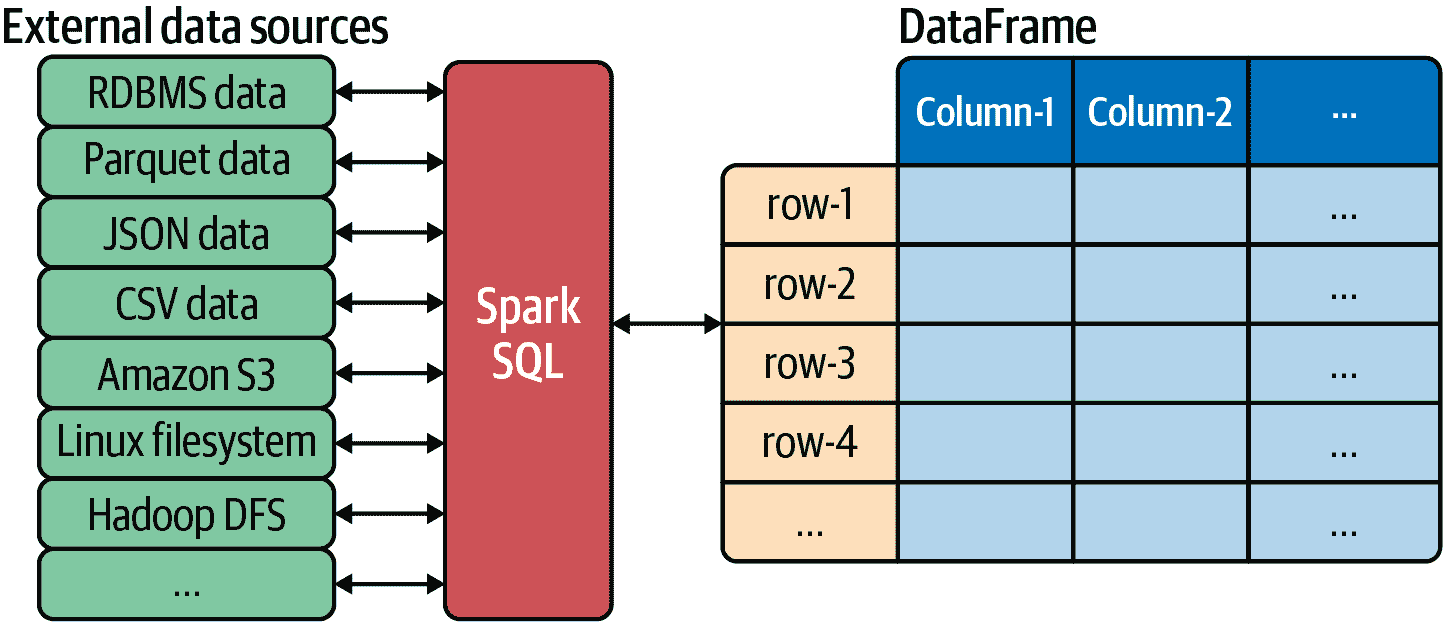 External data sources
RDBMS data
Parquet data
JSON data
CSV data
Amazon S3
Linux filesystem
Hadoop DFS
...
Spark
SQL
DataFrame
Column-1 Column-2 ...
row-1 ...
row-2 ...
row-3 ...
row-4 ...
... ...